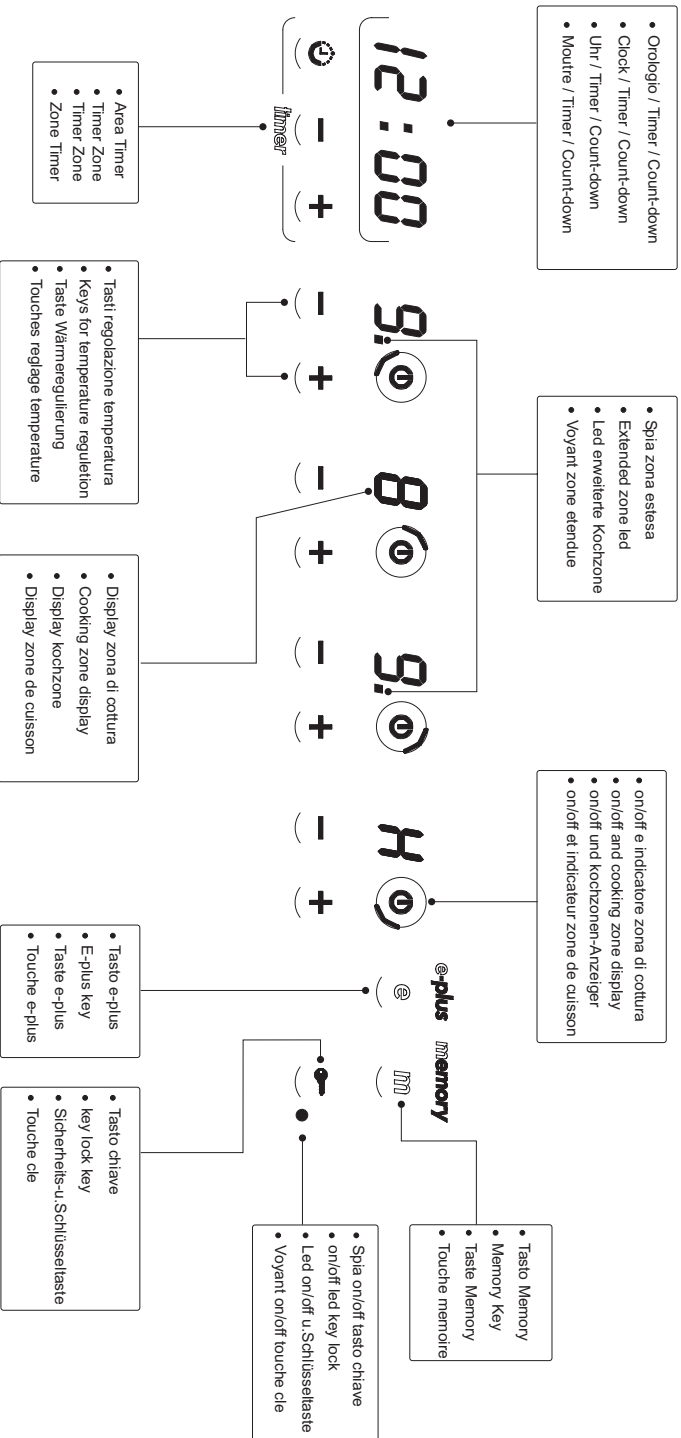 • Orologio / Timer / Count-down
• Clock / Timer / Count-down
• Uhr / Timer / Count-down
• Moutre / Timer / Count-down
• Spia zona estesa
• Extended zone led
• Led erweiterte Kochzone
• Voyant zone etendue
• on/off e indicatore zona di cottura
• on/off and cooking zone display
• on/off und kochzonen-Anzeiger
• on/off et indicateur zone de cuisson
• Tasto Memory
• Memory Key
• Taste Memory
• Touche memoire
12:00
9.
8
9.
H
e-plus
memory
e
m
timer
− +
− +
− +
− +
− +
• Spia on/off tasto chiave
• on/off led key lock
• Led on/off u.Schlüsseltaste
• Voyant on/off touche cle
• Area Timer
• Timer Zone
• Timer Zone
• Zone Timer
• Tasti regolazione temperatura
• Keys for temperature reguletion
• Taste Wärmeregulierung
• Touches reglage temperature
• Display zona di cottura
• Cooking zone display
• Display kochzone
• Display zone de cuisson
• Tasto e-plus
• E-plus key
• Taste e-plus
• Touche e-plus
• Tasto chiave
• key lock key
• Sicherheits-u.Schlüsseltaste
• Touche cle